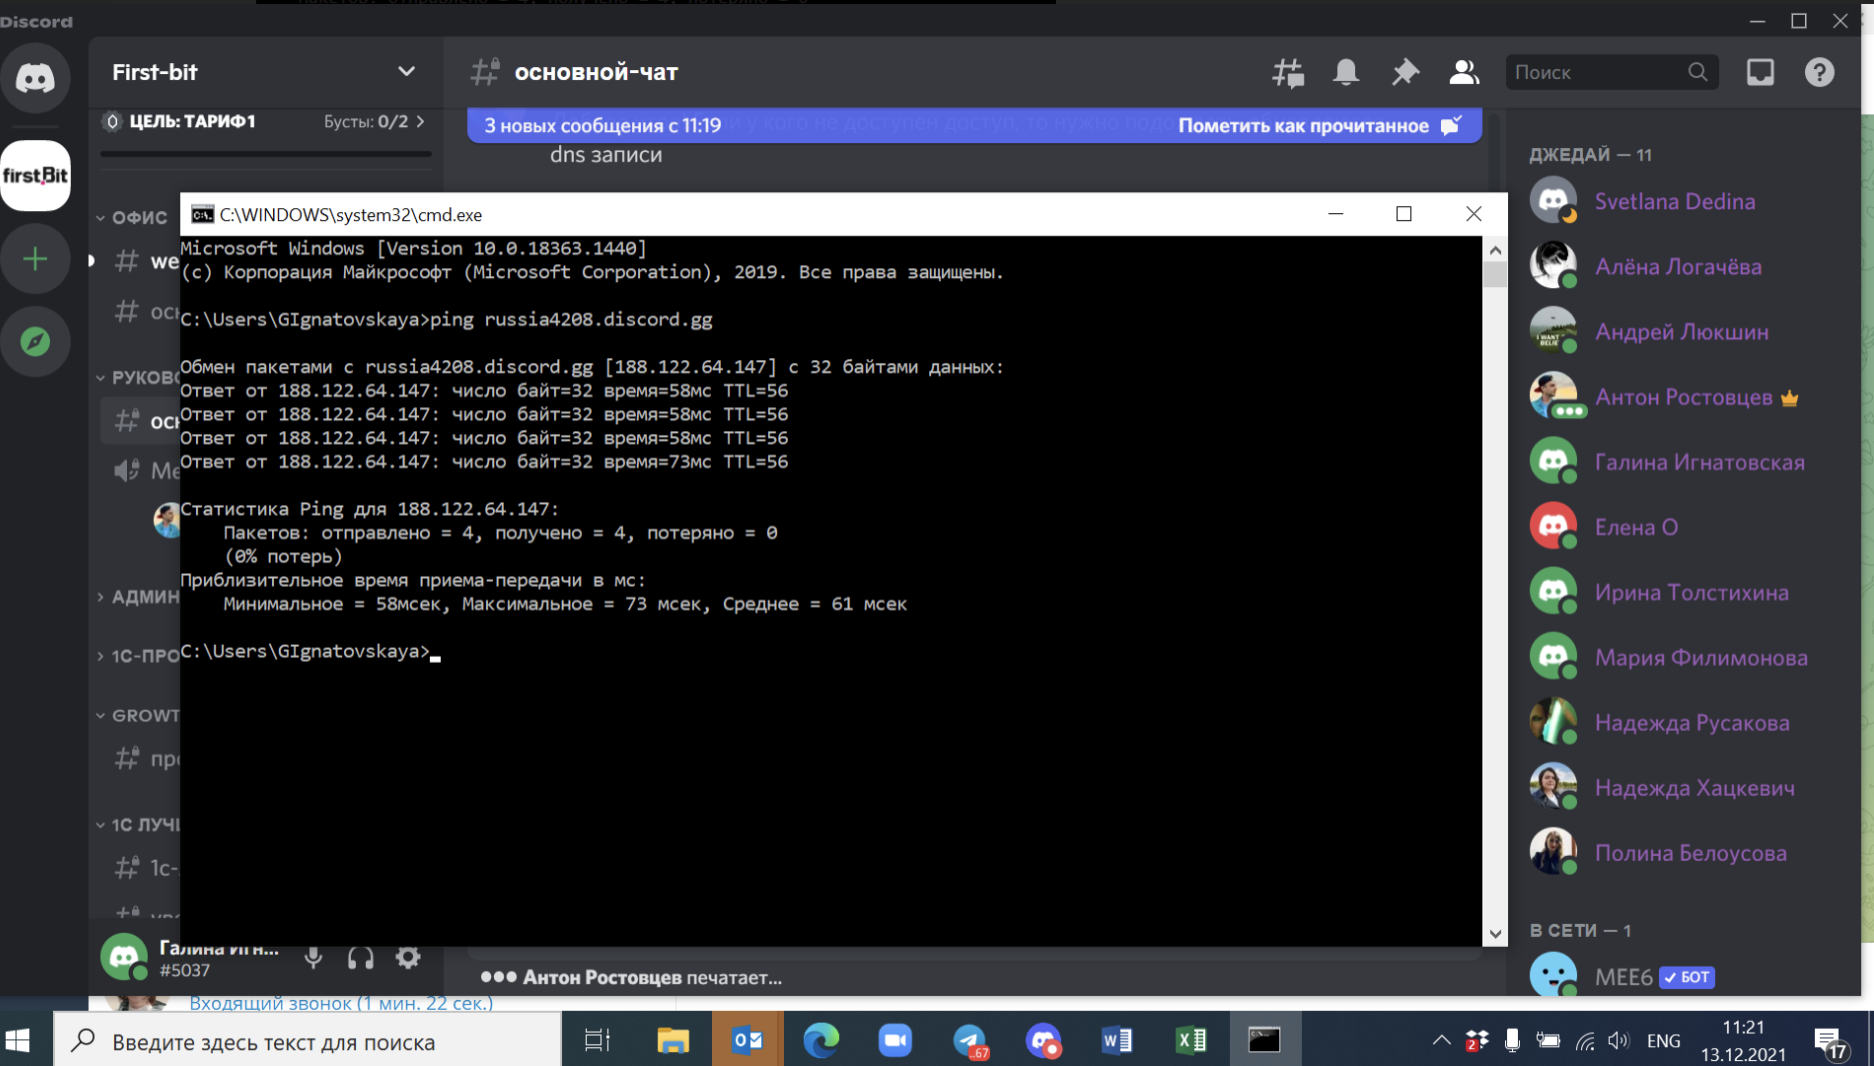 Discord
First-bit
основной-чат
Поиск
ЦЕЛЬ: ТАРИФ 1
Бусты: 0/2 >
3 новых сообщения с 11:19
Пометить как прочитанное
dns записи
firstBit
ОФИС
we
осн
РУКОВО
осн
Ме
АДМИН
1С-ПРО
GROWT
про
1С ЛУЧШ
1с-
C:\WINDOWS\system32\cmd.exe
Microsoft Windows [Version 10.0.18363.1440]
(c) Корпорация Майкрософт (Microsoft Corporation), 2019. Все права защищены.
C:\Users\GIgnatovskaya>ping russia4208.discord.gg
Обмен пакетами с russia4208.discord.gg [188.122.64.147] с 32 байтами данных:
Ответ от 188.122.64.147: число байт=32 время=58мс TTL=56
Ответ от 188.122.64.147: число байт=32 время=58мс TTL=56
Ответ от 188.122.64.147: число байт=32 время=58мс TTL=56
Ответ от 188.122.64.147: число байт=32 время=73мс TTL=56
Статистика Ping для 188.122.64.147:
Пакетов: отправлено = 4, получено = 4, потеряно = 0
(0% потерь)
Приблизительное время приема-передачи в мс:
Минимальное = 58мсек, Максимальное = 73 мсек, Среднее = 61 мсек
C:\Users\GIgnatovskaya>
ДЖЕДАЙ — 11
Svetlana Dedina
Алёна Логачёва
Андрей Люкшин
Антон Ростовцев
Галина Игнатовская
Елена О
Ирина Толстихина
Мария Филимонова
Надежда Русакова
Надежда Хацкевич
Полина Белоусова
В СЕТИ — 1
MEE6 ✓ БОТ
Галина Игн...
#5037
Антон Ростовцев печатает...
Входящий звонок (1 мин. 22 сек.)
Введите здесь текст для поиска
67
2
ENG
11:21
13.12.2021
17